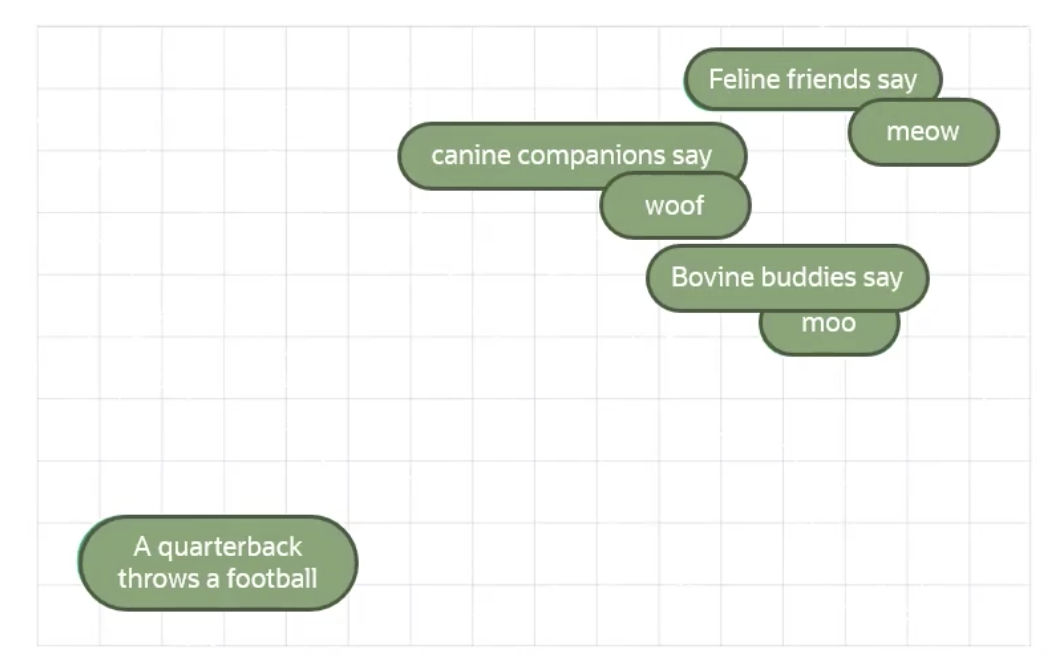 Feline friends say
meow
canine companions say
woof
Bovine buddies say
moo
A quarterback
throws a football